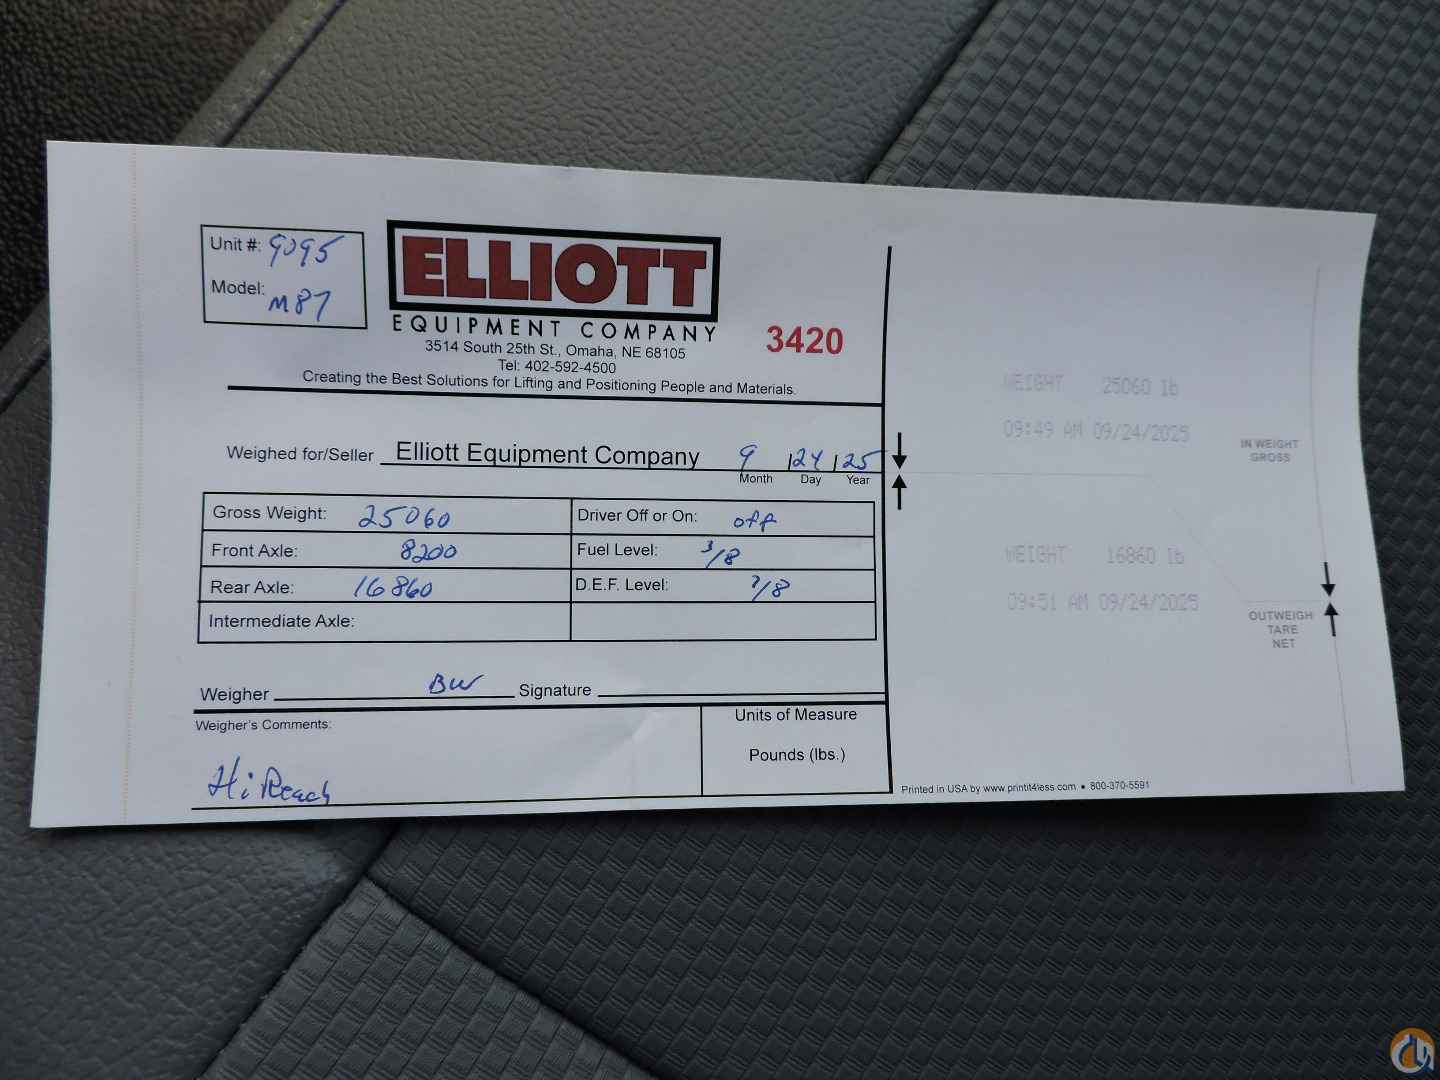 Unit #: 9095
Model: M87
ELLIOTT
EQUIPMENT COMPANY
3514 South 25th St., Omaha, NE 68105
Tel: 402-592-4500
Creating the Best Solutions for Lifting and Positioning People and Materials.
3420
Weighed for/Seller Elliott Equipment Company 9 24 25
Month Day Year
Gross Weight: 25060 Driver Off or On: off
Front Axle: 8200 Fuel Level: 3/8
Rear Axle: 16860 D.E.F. Level: 7/8
Intermediate Axle:
Weigher BW Signature
Weigher's Comments:
Hi Reach
Units of Measure
Pounds (lbs.)
WEIGHT 25060 lb
09:49 AM 09/24/2025
IN WEIGHT
GROSS
WEIGHT 16860 lb
09:51 AM 09/24/2025
OUTWEIGH
TARE
NET
Printed in USA by www.printit4less.com • 800-370-5591